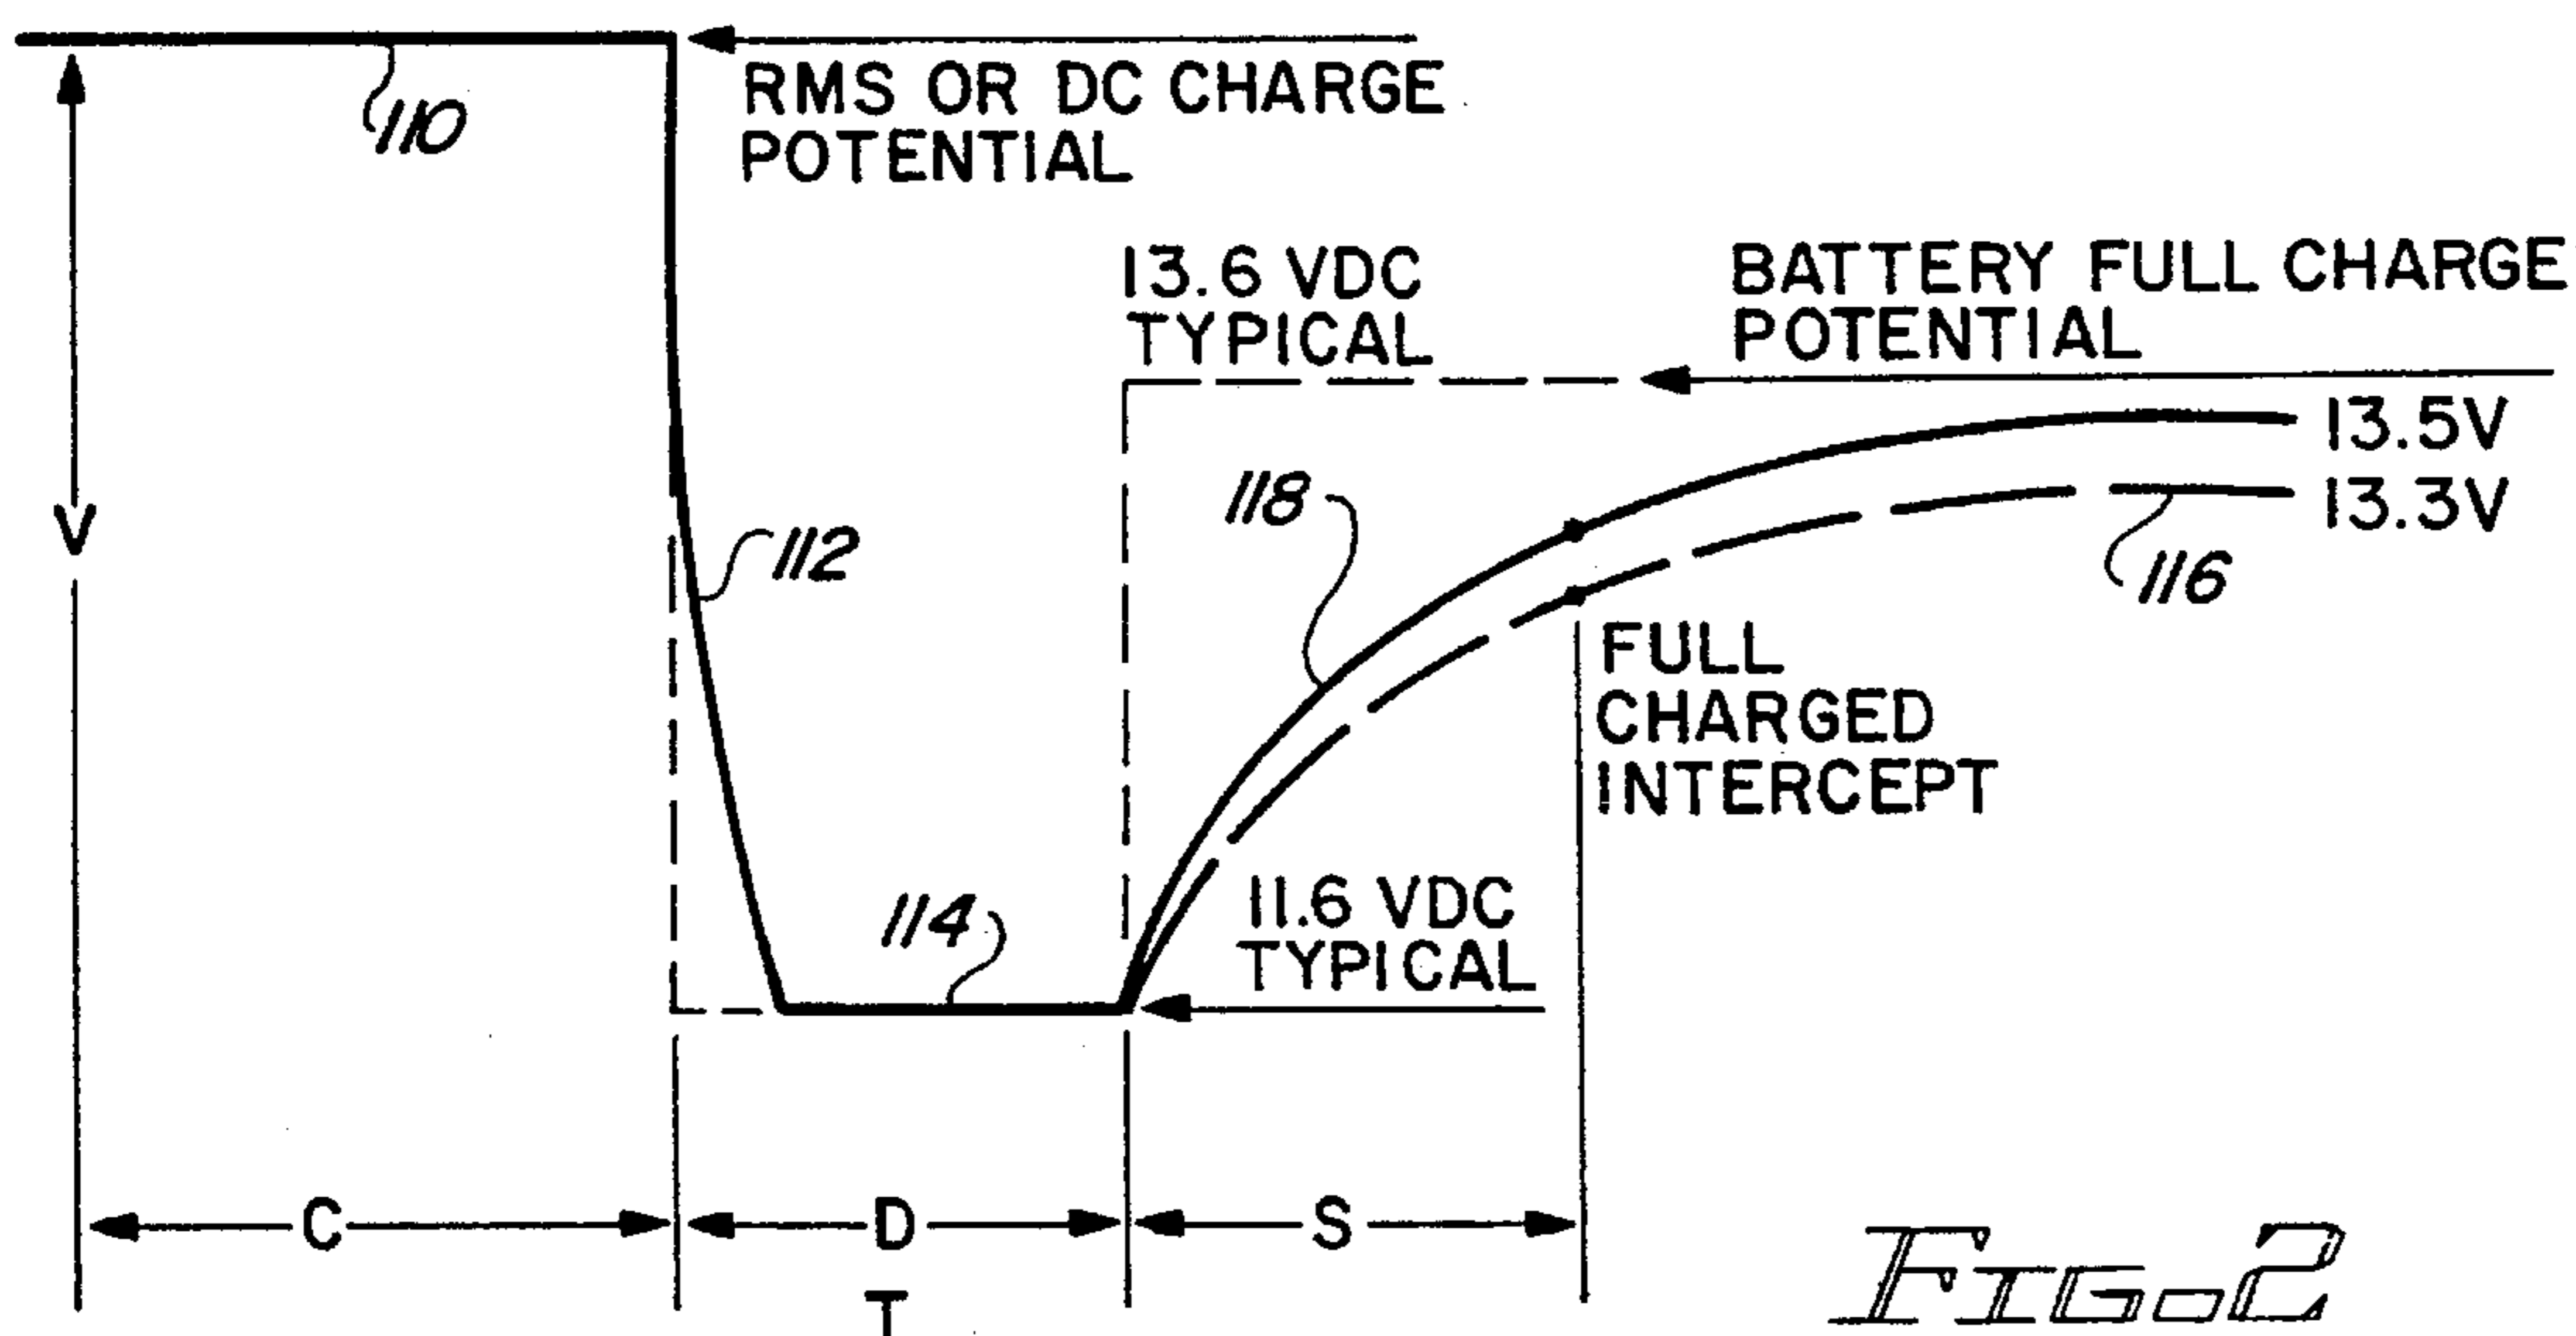 110
RMS OR DC CHARGE
POTENTIAL
13.6 VDC
TYPICAL
BATTERY FULL CHARGE
POTENTIAL
13.5V
118
13.3V
V
112
116
FULL
CHARGED
INTERCEPT
114
11.6 VDC
TYPICAL
C
D
S
T
FIG. 2